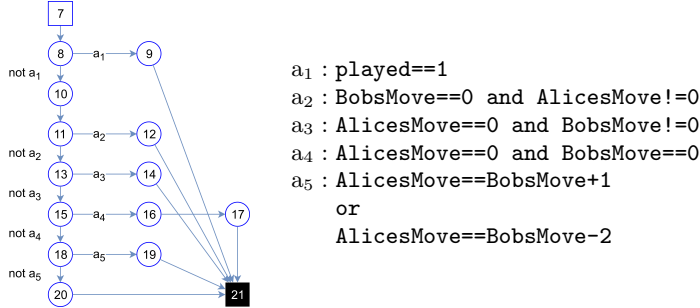 7
8 a1 9
not a1
10
11 a2 12
not a2
13 a3 14
not a3
15 a4 16 17
not a4
18 a5 19
not a5
20 21
a1 : played==1
a2 : BobsMove==0 and AlicesMove!=0
a3 : AlicesMove==0 and BobsMove!=0
a4 : AlicesMove==0 and BobsMove==0
a5 : AlicesMove==BobsMove+1
or
AlicesMove==BobsMove-2